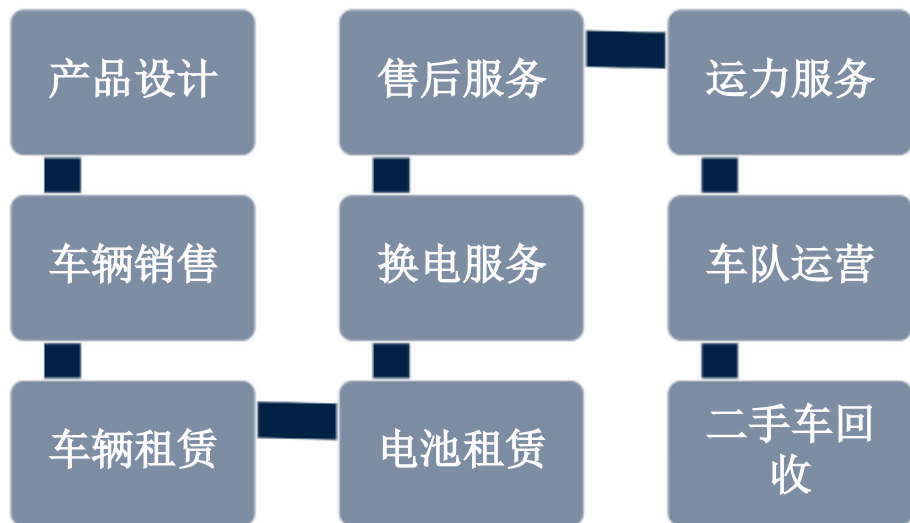 产品设计
车辆销售
车辆租赁
电池租赁
换电服务
售后服务
运力服务
车队运营
二手车回
收